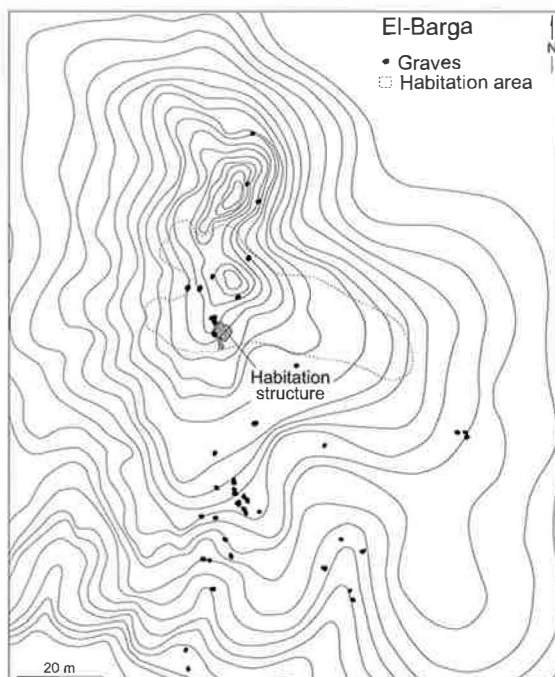 El-Barga
N
Graves
Habitation area
Habitation
structure
20 m